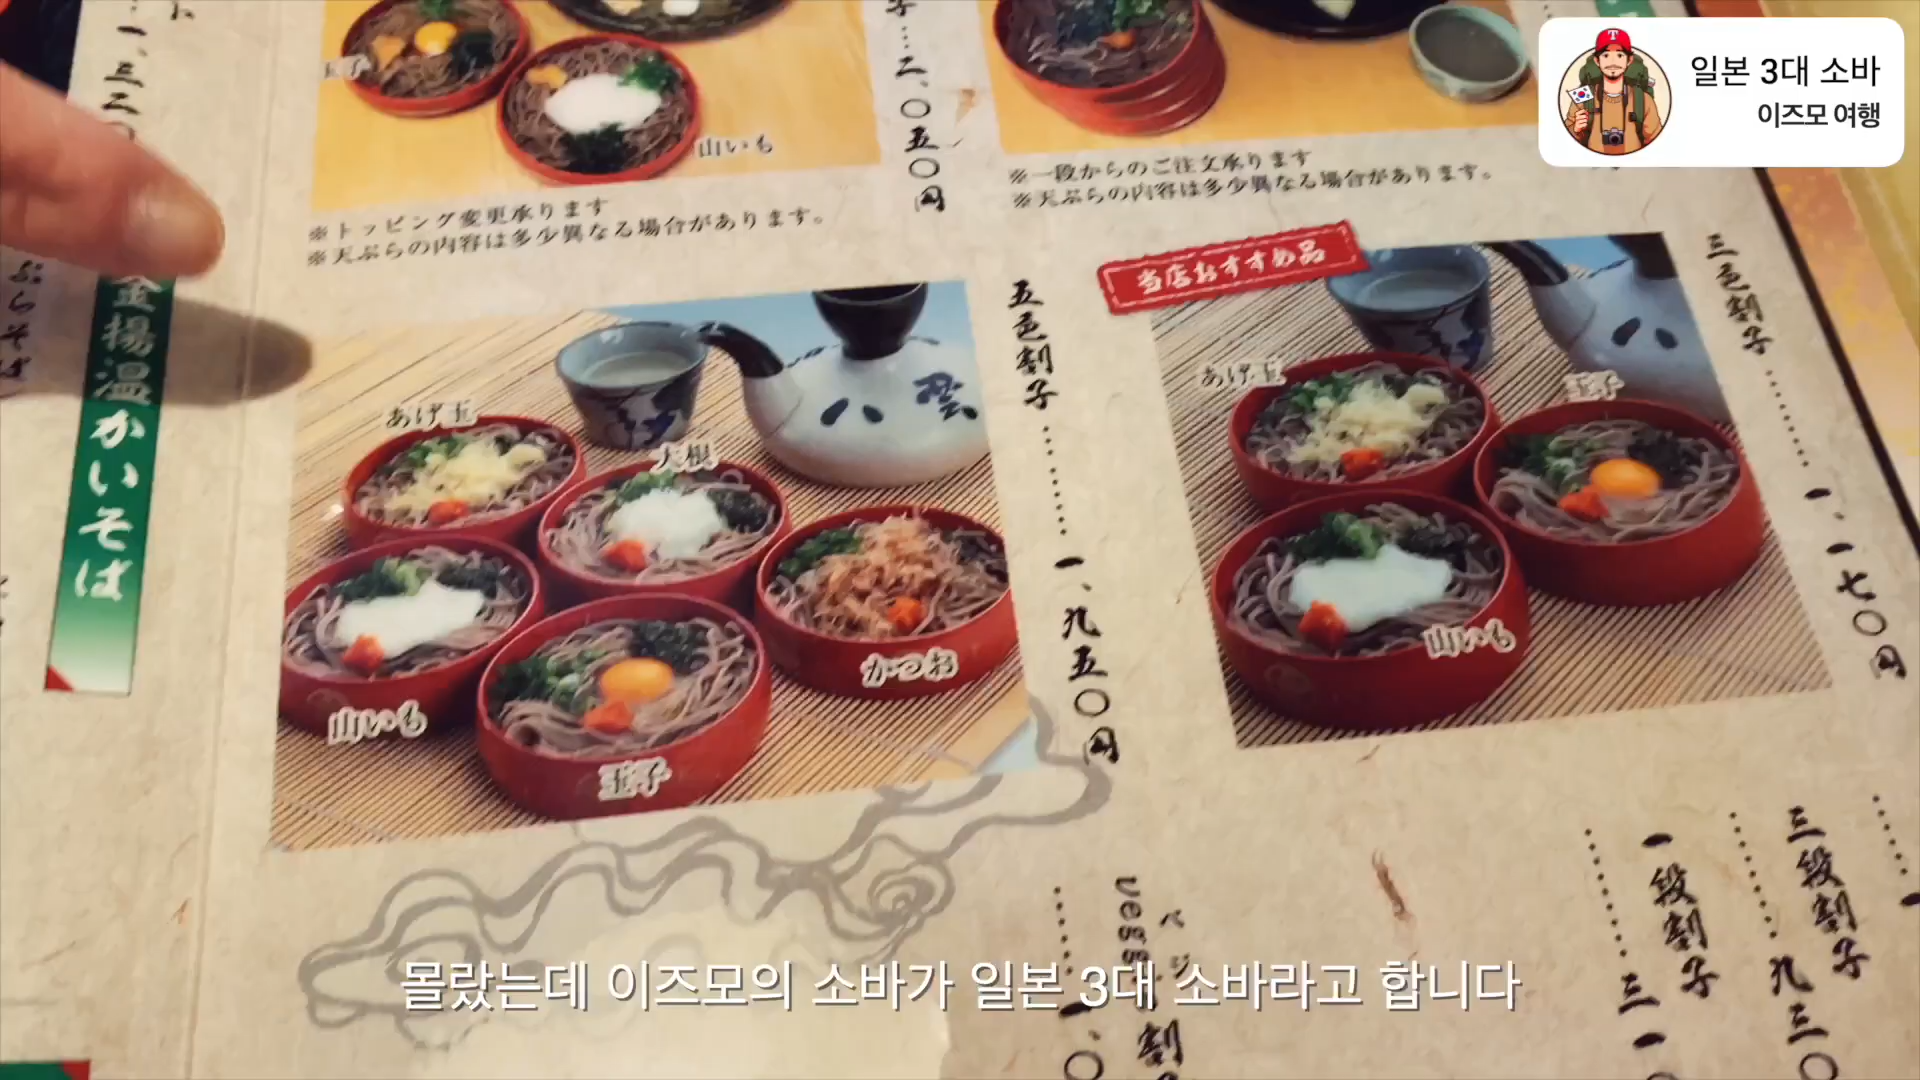 일본 3대 소바
이즈모 여행
玉子
山いも
二、〇五〇円
※トッピング変更承ります
※天ぷらの内容は多少異なる場合があります。
※一段からのご注文承ります
※天ぷらの内容は多少異なる場合があります。
揚温かいそば
五色割子……一、九五〇円
あげ玉
大根
かつお
山いも
玉子
当店おすすめ品
三色割子……一、一七〇円
あげ玉
玉子
山いも
三段割子……九三〇
一段割子……三一〇
몰랐는데 이즈모의 소바가 일본 3대 소바라고 합니다